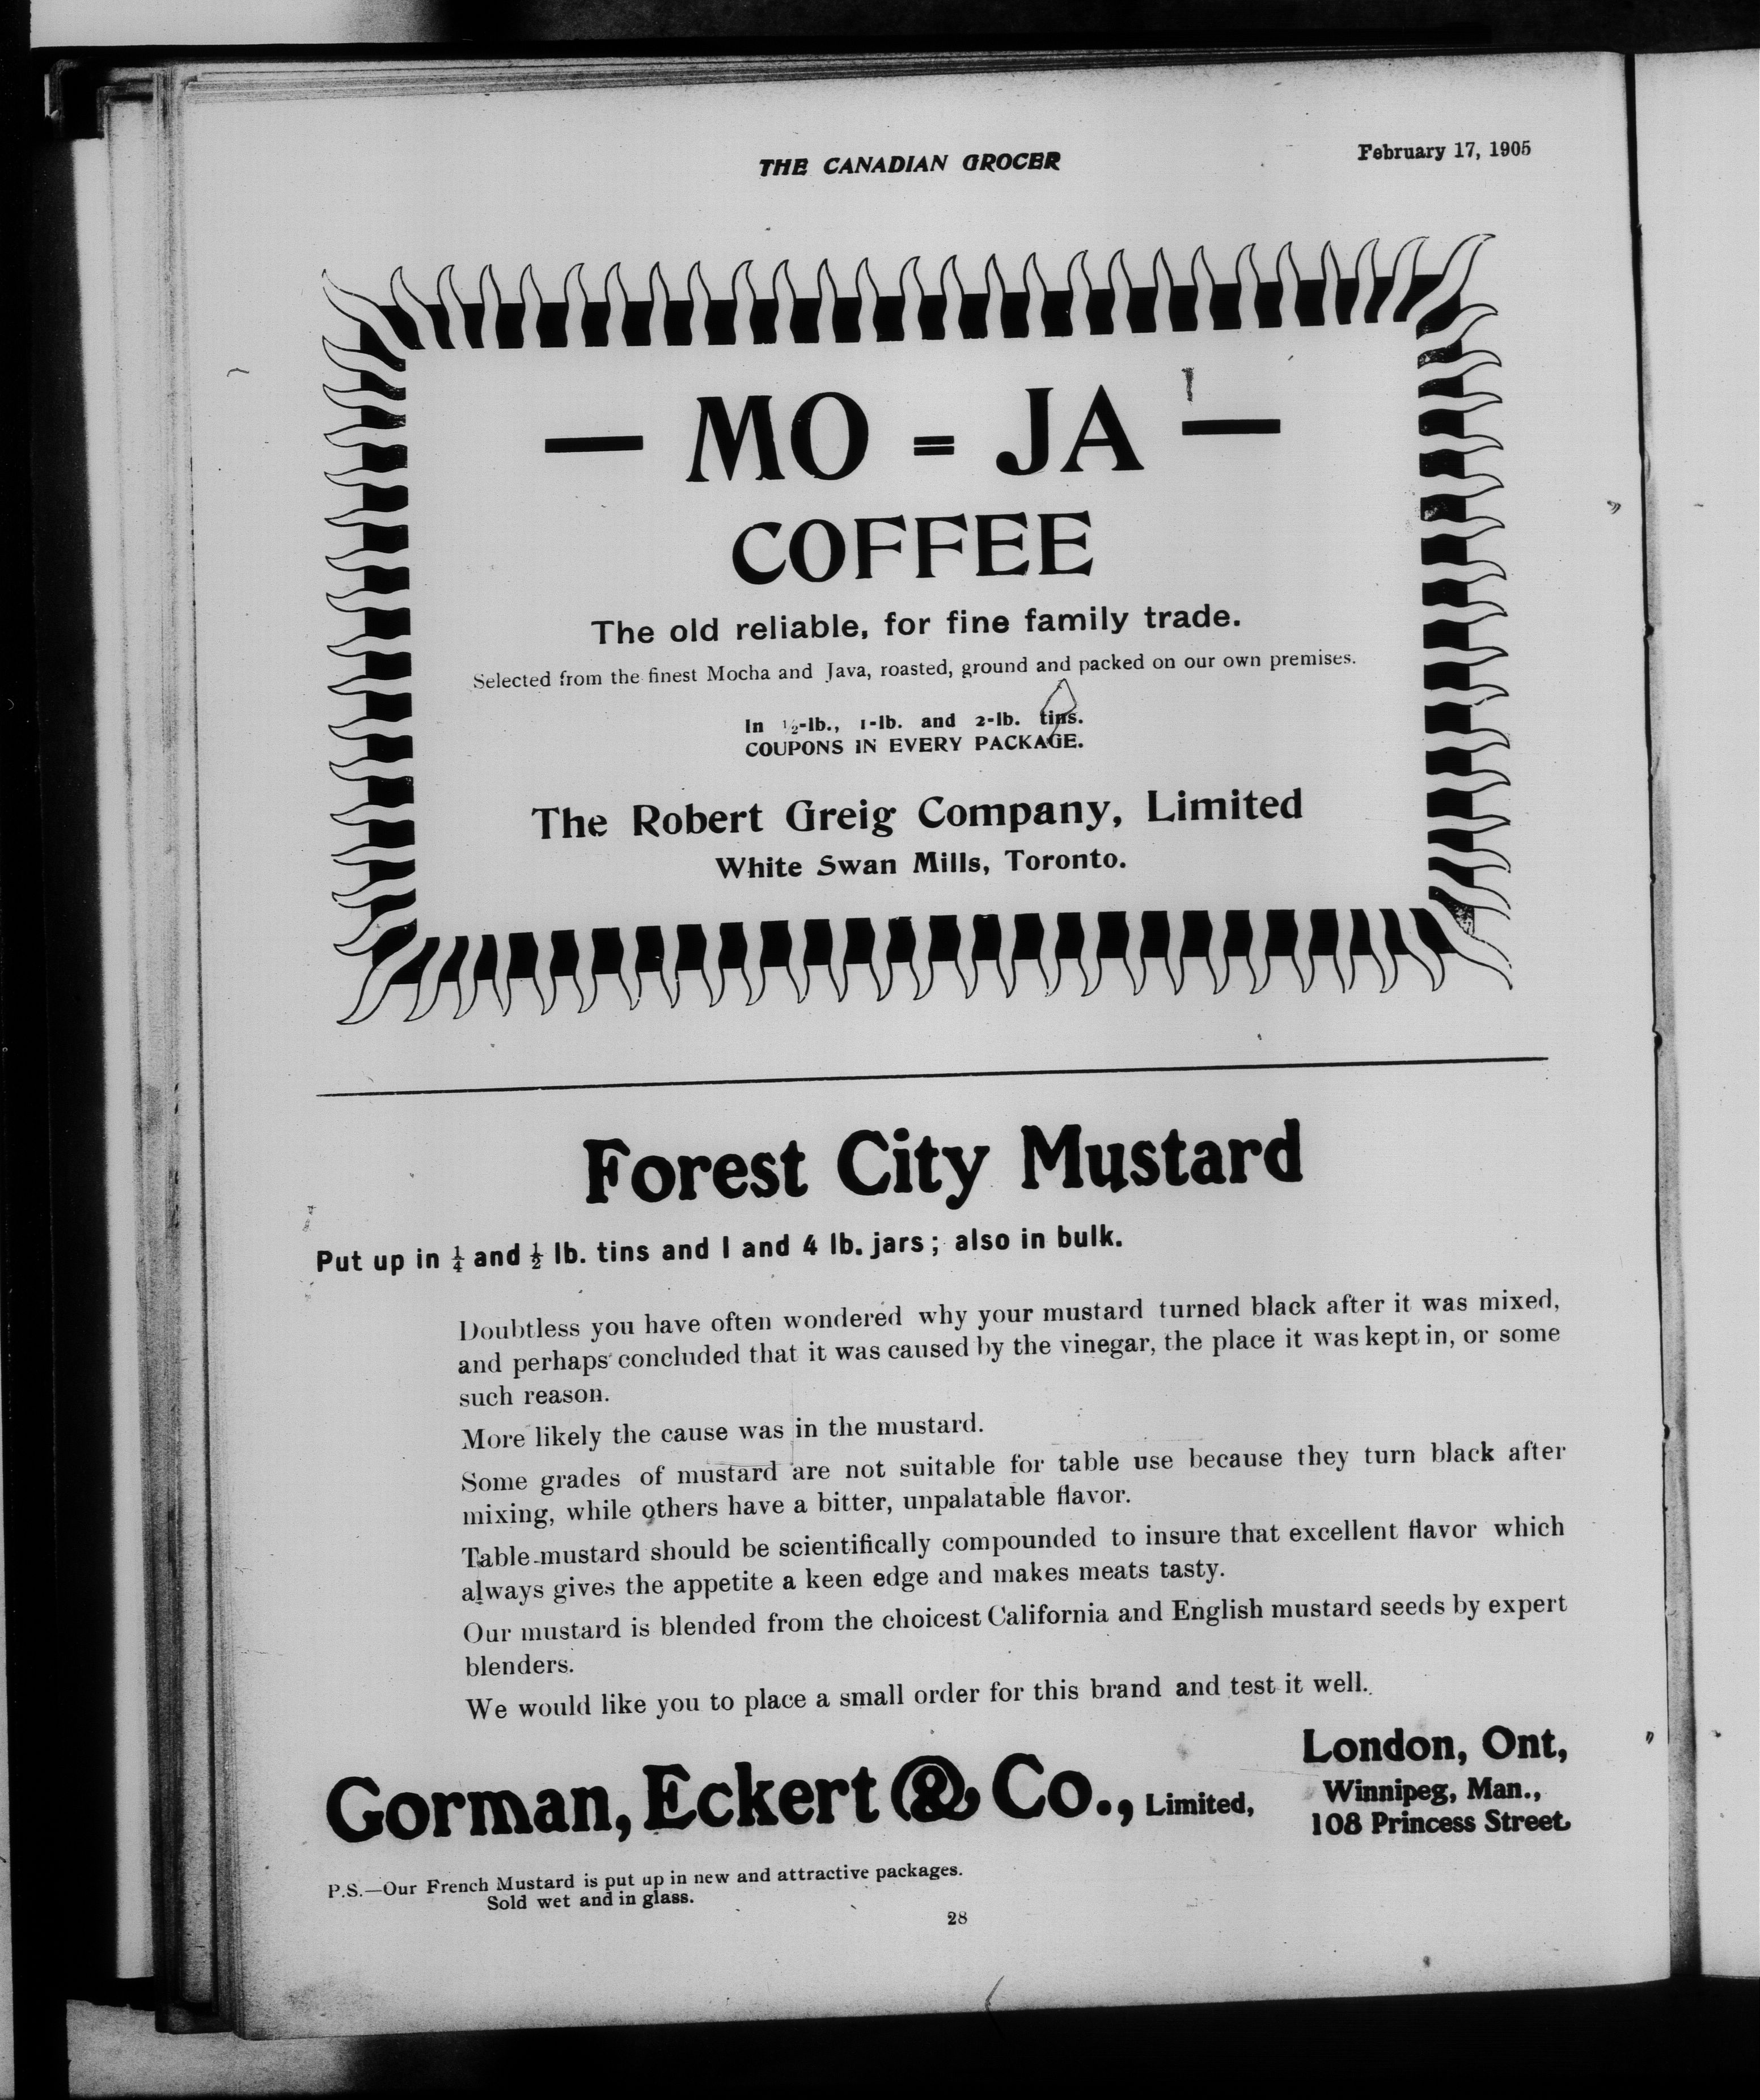 THE CANADIAN GROCER
February 17, 1905
— MO = JA —
COFFEE
The old reliable, for fine family trade.
Selected from the finest Mocha and Java, roasted, ground and packed on our own premises.
In ½-lb., 1-lb. and 2-lb. tins.
COUPONS IN EVERY PACKAGE.
The Robert Greig Company, Limited
White Swan Mills, Toronto.
Forest City Mustard
Put up in ¼ and ½ lb. tins and 1 and 4 lb. jars; also in bulk.
Doubtless you have often wondered why your mustard turned black after it was mixed,
and perhaps concluded that it was caused by the vinegar, the place it was kept in, or some
such reason.
More likely the cause was in the mustard.
Some grades of mustard are not suitable for table use because they turn black after
mixing, while others have a bitter, unpalatable flavor.
Table mustard should be scientifically compounded to insure that excellent flavor which
always gives the appetite a keen edge and makes meats tasty.
Our mustard is blended from the choicest California and English mustard seeds by expert
blenders.
We would like you to place a small order for this brand and test it well.
Gorman, Eckert & Co., Limited,
London, Ont,
Winnipeg, Man.,
108 Princess Street
P.S.—Our French Mustard is put up in new and attractive packages.
Sold wet and in glass.
28